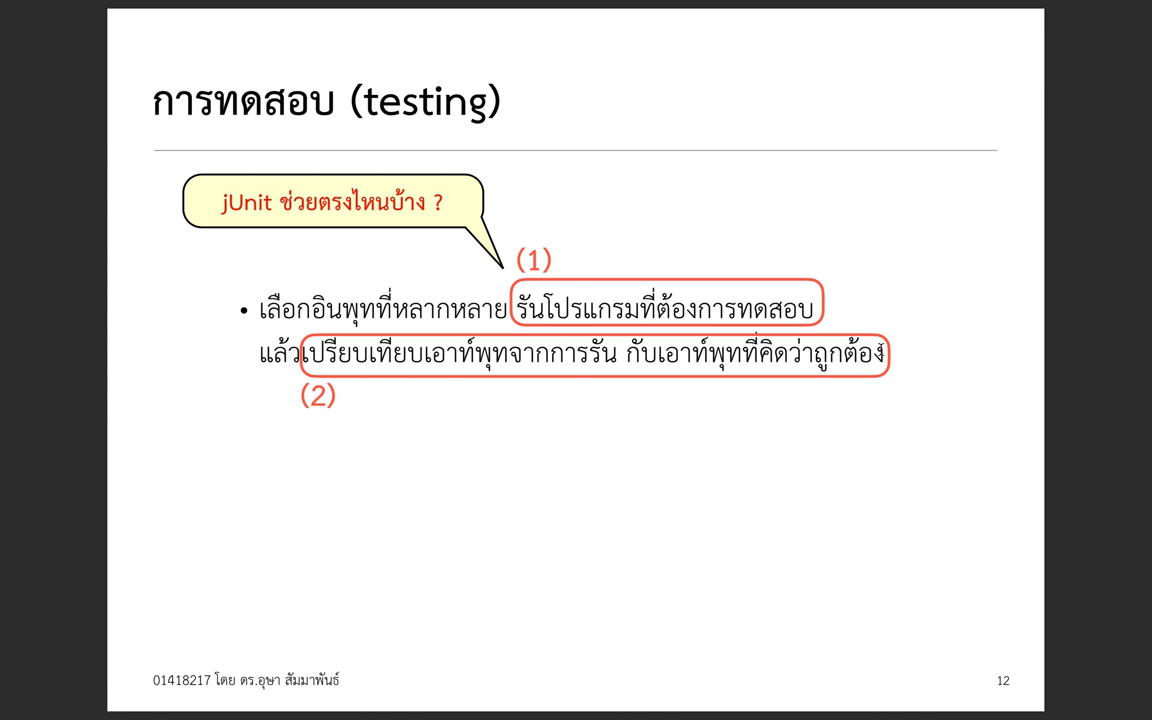 การทดสอบ (testing)
jUnit ช่วยตรงไหนบ้าง ?
(1)
• เลือกอินพุทที่หลากหลาย รันโปรแกรมที่ต้องการทดสอบ
แล้วเปรียบเทียบเอาท์พุทจากการรัน กับเอาท์พุทที่คิดว่าถูกต้อง
(2)
01418217 โดย ดร.อุษา สัมมาพันธ์
12